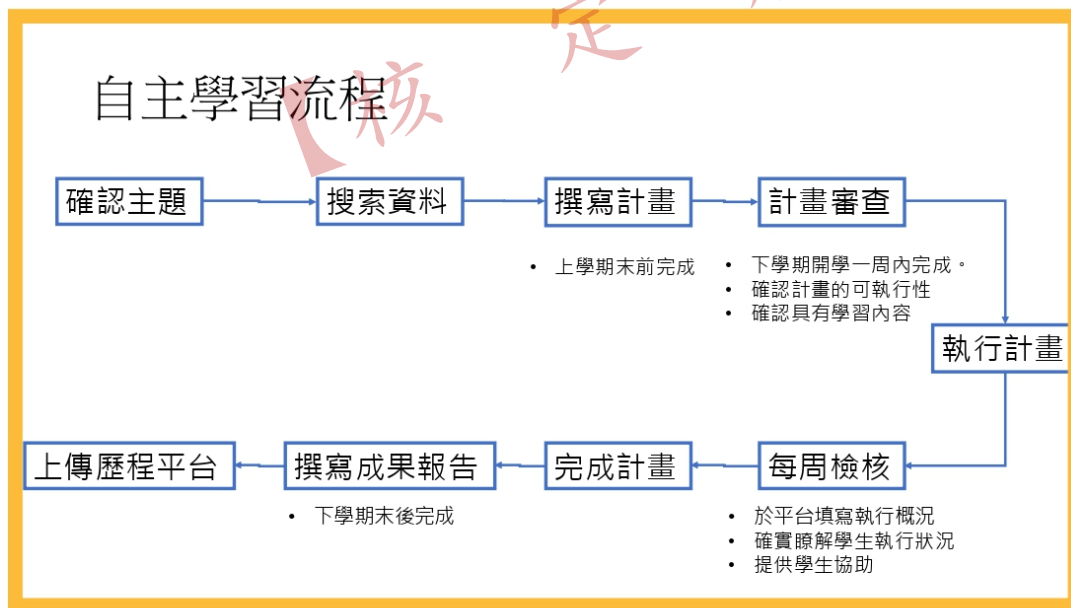 【核定
自主學習流程
確認主題
搜索資料
撰寫計畫
計畫審查
• 上學期末前完成
• 下學期開學一周內完成。
• 確認計畫的可執行性
• 確認具有學習內容
執行計畫
上傳歷程平台
撰寫成果報告
完成計畫
每周檢核
• 下學期末後完成
• 於平台填寫執行概況
• 確實瞭解學生執行狀況
• 提供學生協助